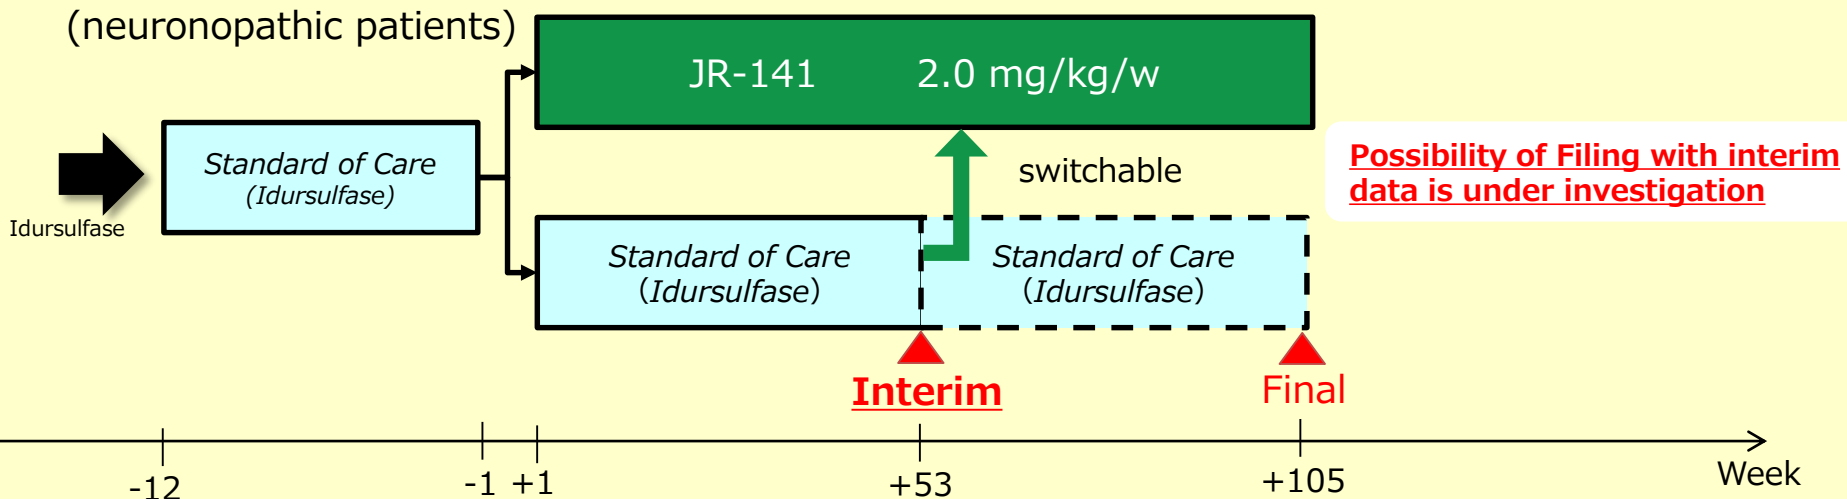 (neuronopathic patients)
JR-141 2.0 mg/kg/w
Standard of Care
(Idursulfase)
Idursulfase
switchable
Possibility of Filing with interim
data is under investigation
Standard of Care
(Idursulfase)
Standard of Care
(Idursulfase)
Interim
Final
-12
-1
+1
+53
+105
Week